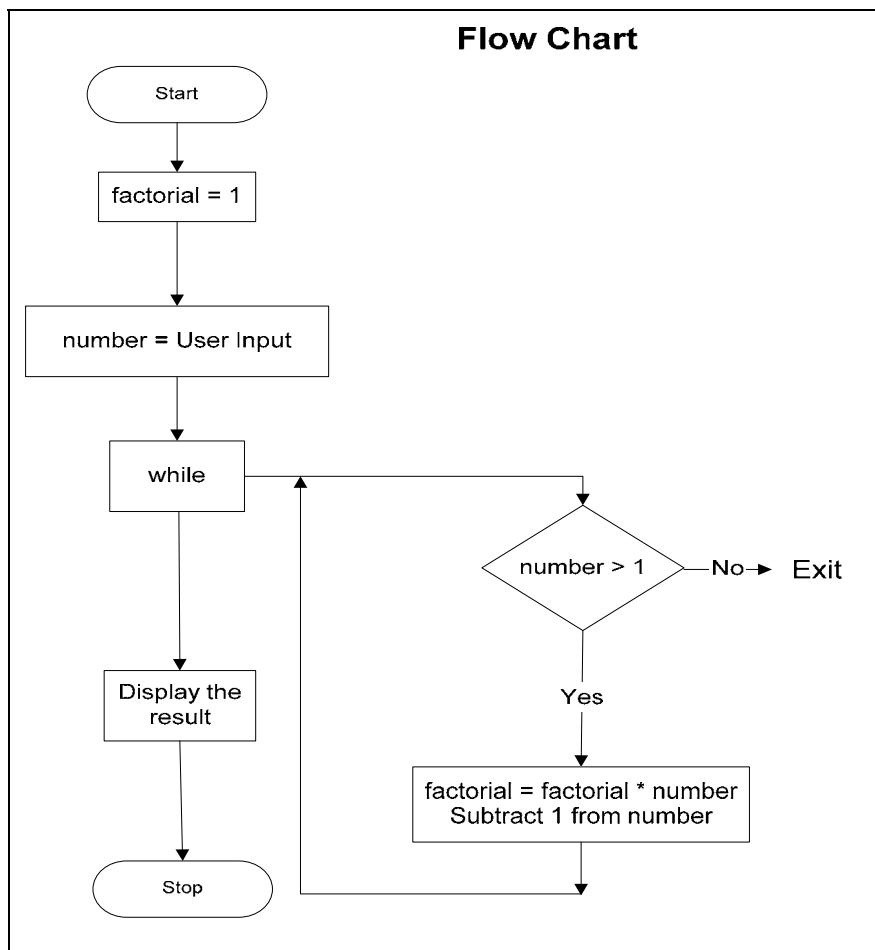 Flow Chart
Start
factorial = 1
number = User Input
while
number > 1
No
Exit
Yes
factorial = factorial * number
Subtract 1 from number
Display the
result
Stop